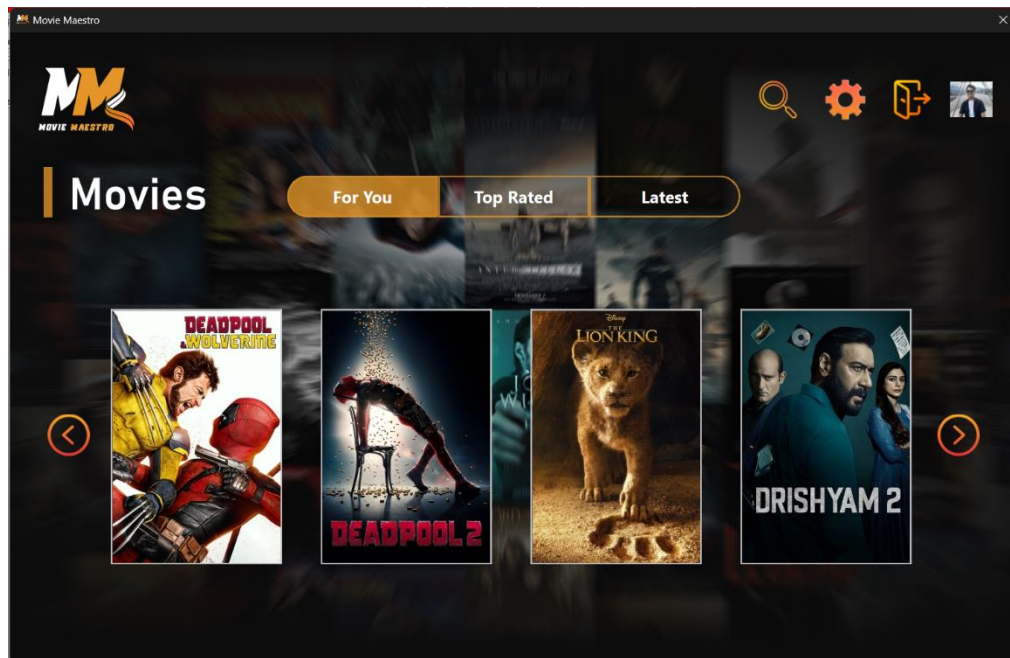 Movie Maestro
MM
MOVIE MAESTRO
Movies
For You
Top Rated
Latest
INTERSTELLAR
DEADPOOL
& WOLVERINE
DEADPOOL 2
Disney
THE
LION KING
DRISHYAM 2